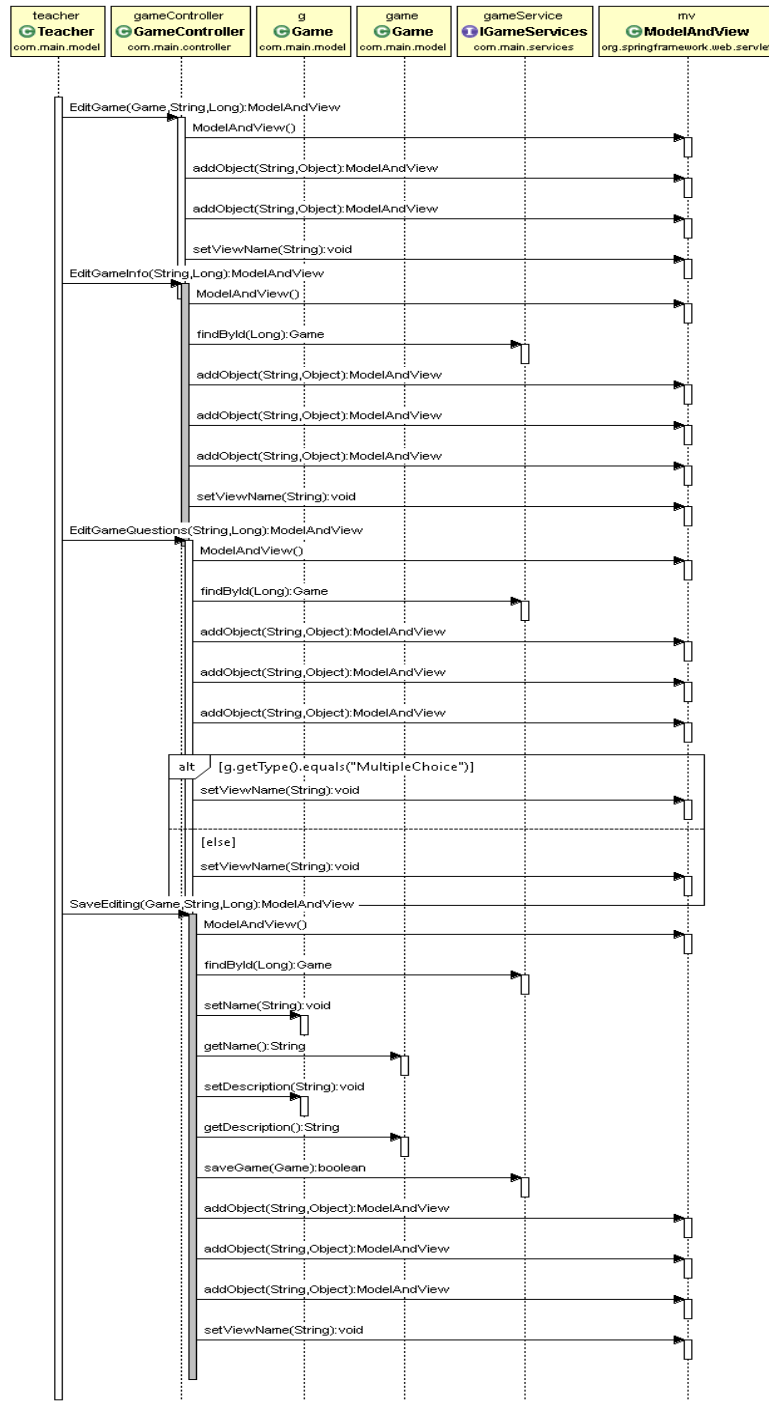 teacher
Teacher
com.main.model
gameController
GameController
com.main.controller
g
Game
com.main.model
game
Game
com.main.model
gameService
IGameServices
com.main.services
mv
ModelAndView
org.springframework.web.servlet
EditGame(Game,String,Long):ModelAndView
ModelAndView()
addObject(String,Object):ModelAndView
addObject(String,Object):ModelAndView
setViewName(String):void
EditGameInfo(String,Long):ModelAndView
ModelAndView()
findById(Long):Game
addObject(String,Object):ModelAndView
addObject(String,Object):ModelAndView
addObject(String,Object):ModelAndView
setViewName(String):void
EditGameQuestions(String,Long):ModelAndView
ModelAndView()
findById(Long):Game
addObject(String,Object):ModelAndView
addObject(String,Object):ModelAndView
addObject(String,Object):ModelAndView
alt [g.getType().equals("MultipleChoice")]
setViewName(String):void
[else]
setViewName(String):void
SaveEditing(Game,String,Long):ModelAndView
ModelAndView()
findById(Long):Game
setName(String):void
getName():String
setDescription(String):void
getDescription():String
saveGame(Game):boolean
addObject(String,Object):ModelAndView
addObject(String,Object):ModelAndView
addObject(String,Object):ModelAndView
setViewName(String):void